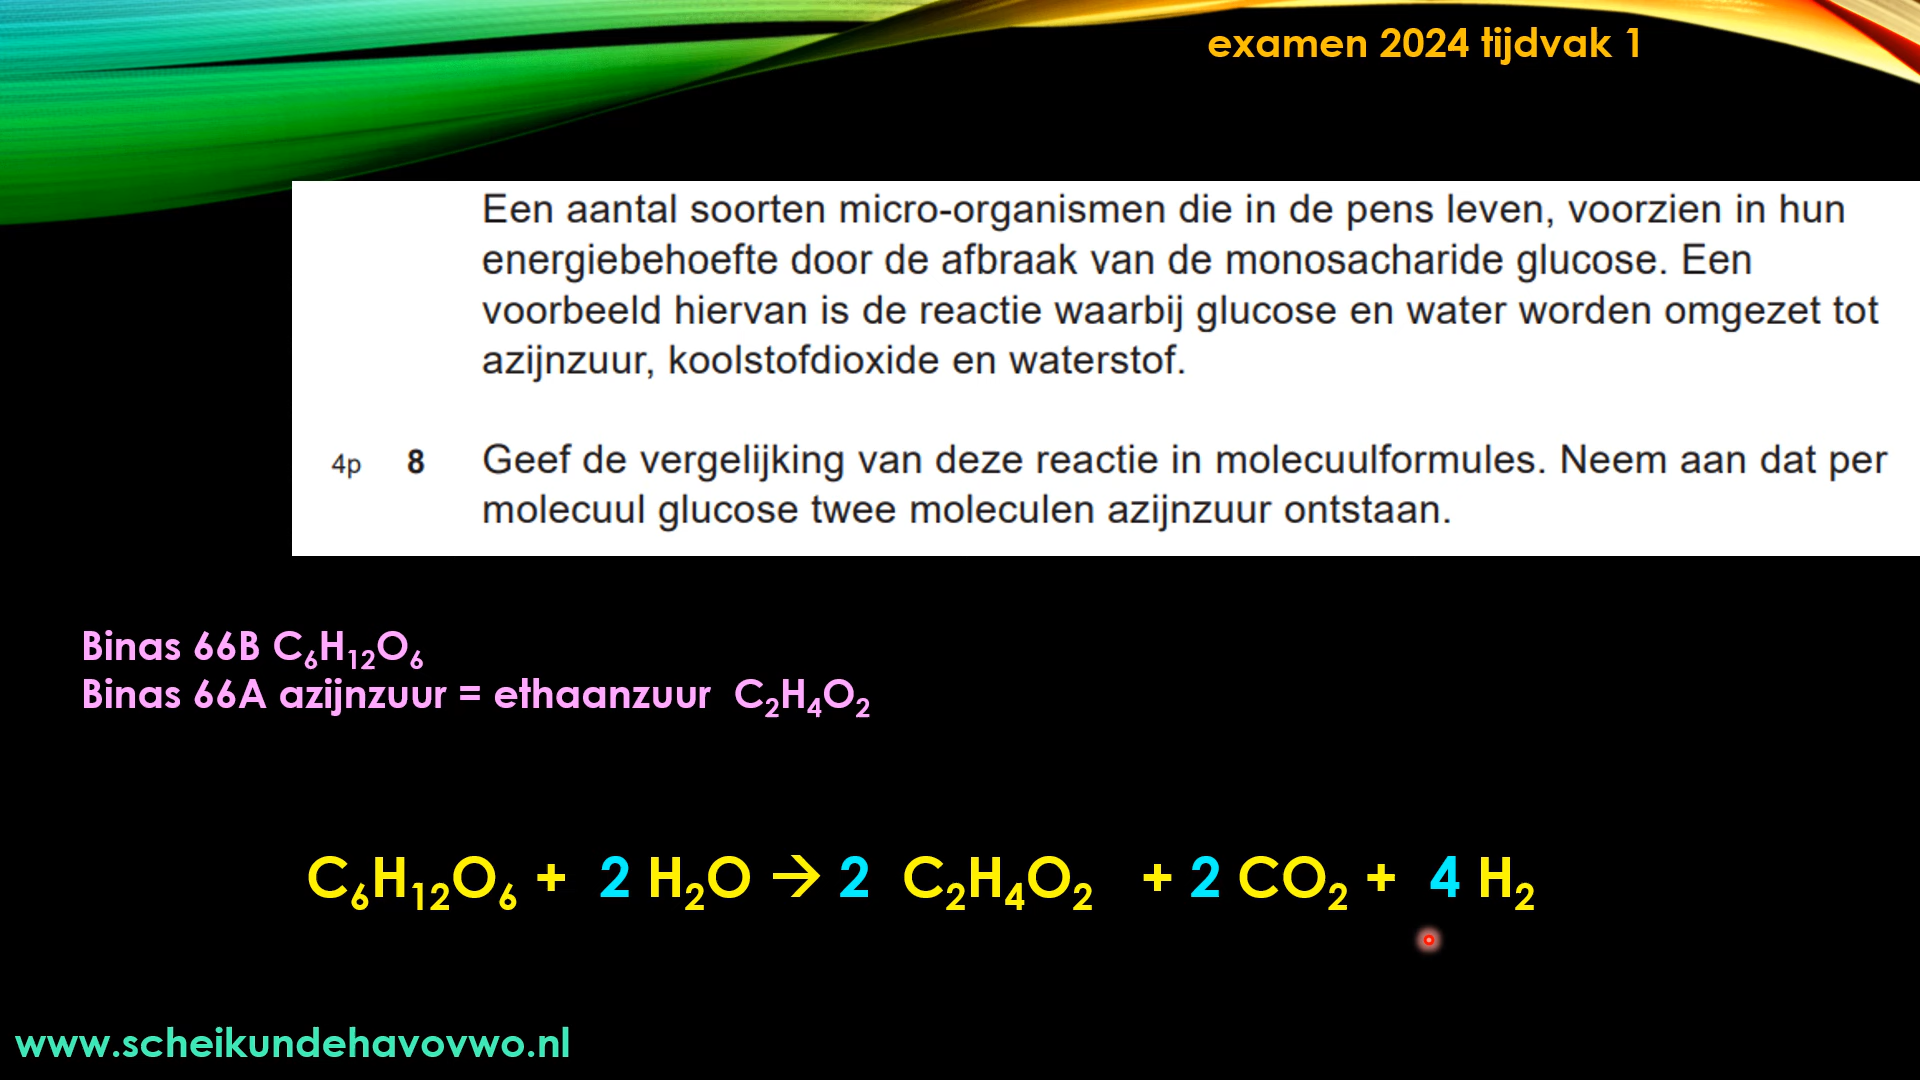 examen 2024 tijdvak 1
Een aantal soorten micro-organismen die in de pens leven, voorzien in hun
energiebehoefte door de afbraak van de monosacharide glucose. Een
voorbeeld hiervan is de reactie waarbij glucose en water worden omgezet tot
azijnzuur, koolstofdioxide en waterstof.
4p 8 Geef de vergelijking van deze reactie in molecuulformules. Neem aan dat per
molecuul glucose twee moleculen azijnzuur ontstaan.
Binas 66B C₆H₁₂O₆
Binas 66A azijnzuur = ethaanzuur C₂H₄O₂
C₆H₁₂O₆ + 2 H₂O → 2 C₂H₄O₂ + 2 CO₂ + 4 H₂
www.scheikundehavovwo.nl